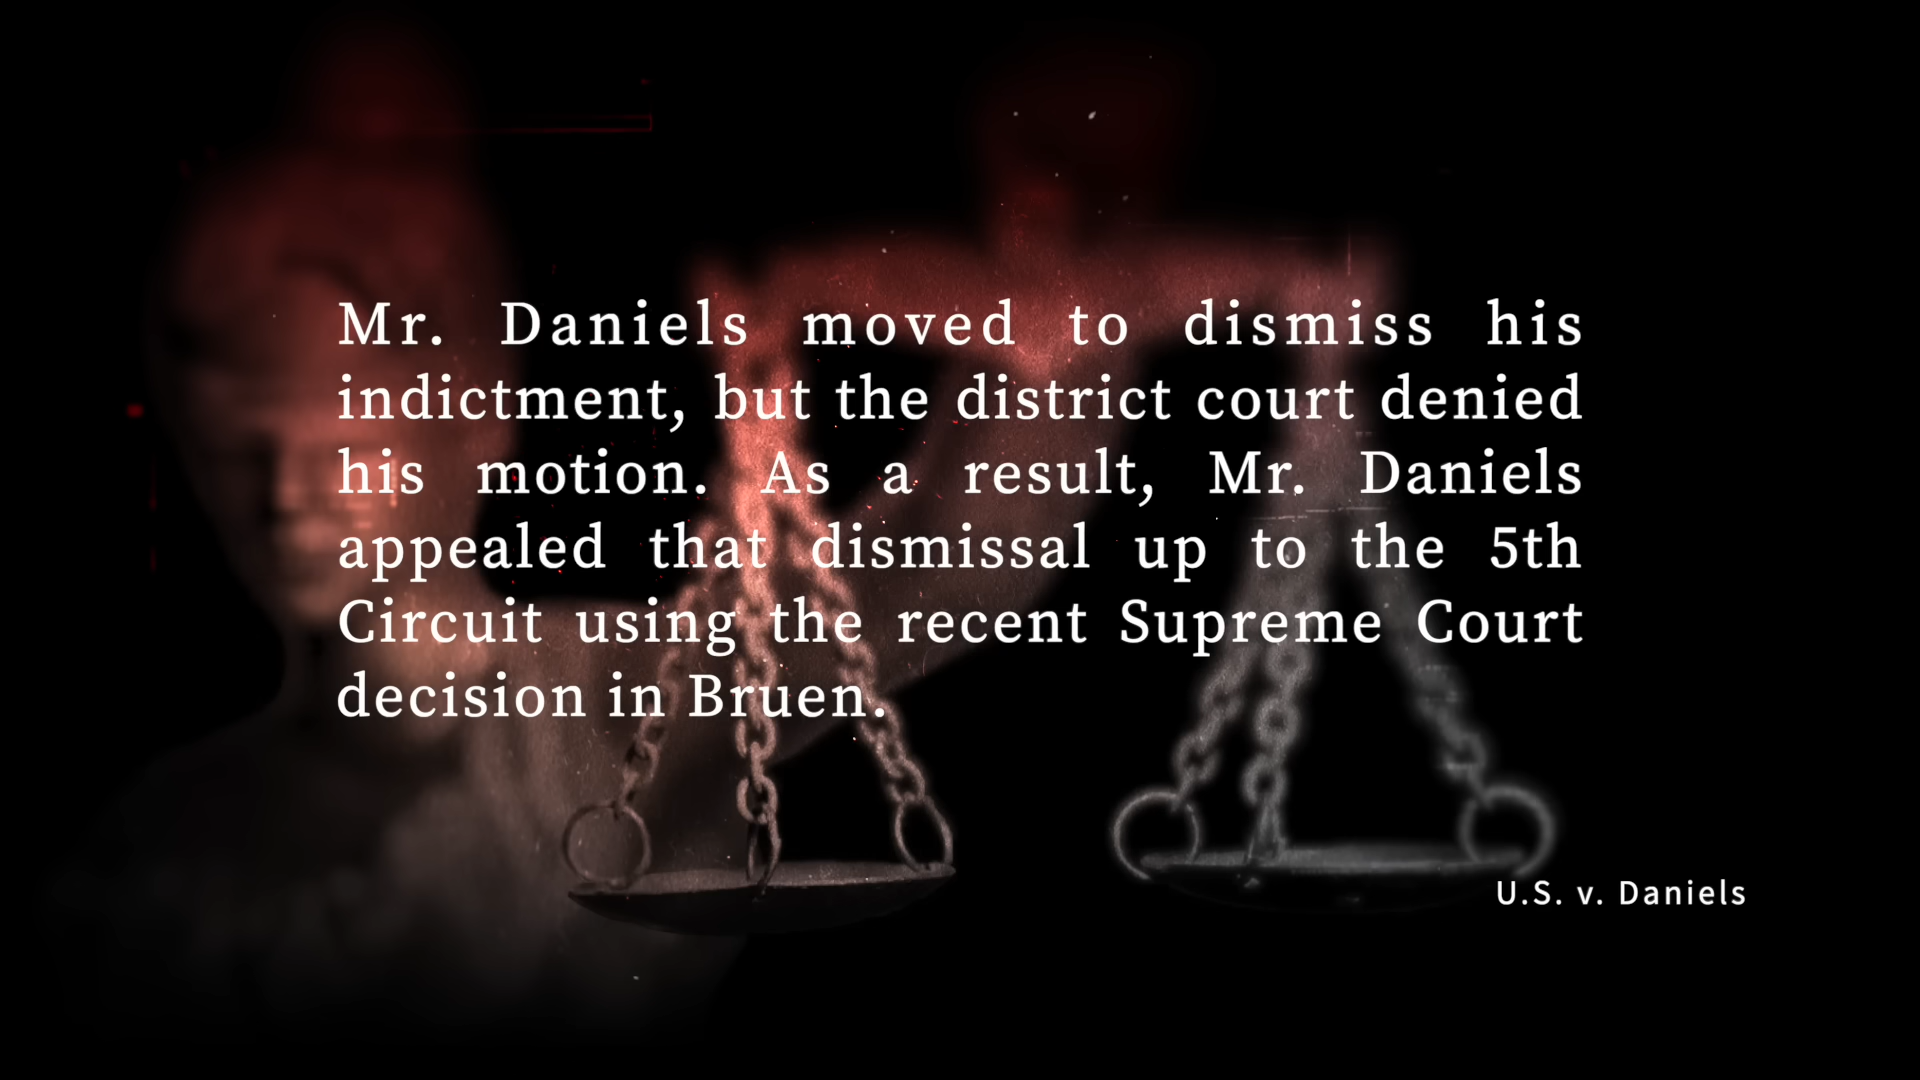 Mr. Daniels moved to dismiss his
indictment, but the district court denied
his motion. As a result, Mr. Daniels
appealed that dismissal up to the 5th
Circuit using the recent Supreme Court
decision in Bruen.
U.S. v. Daniels